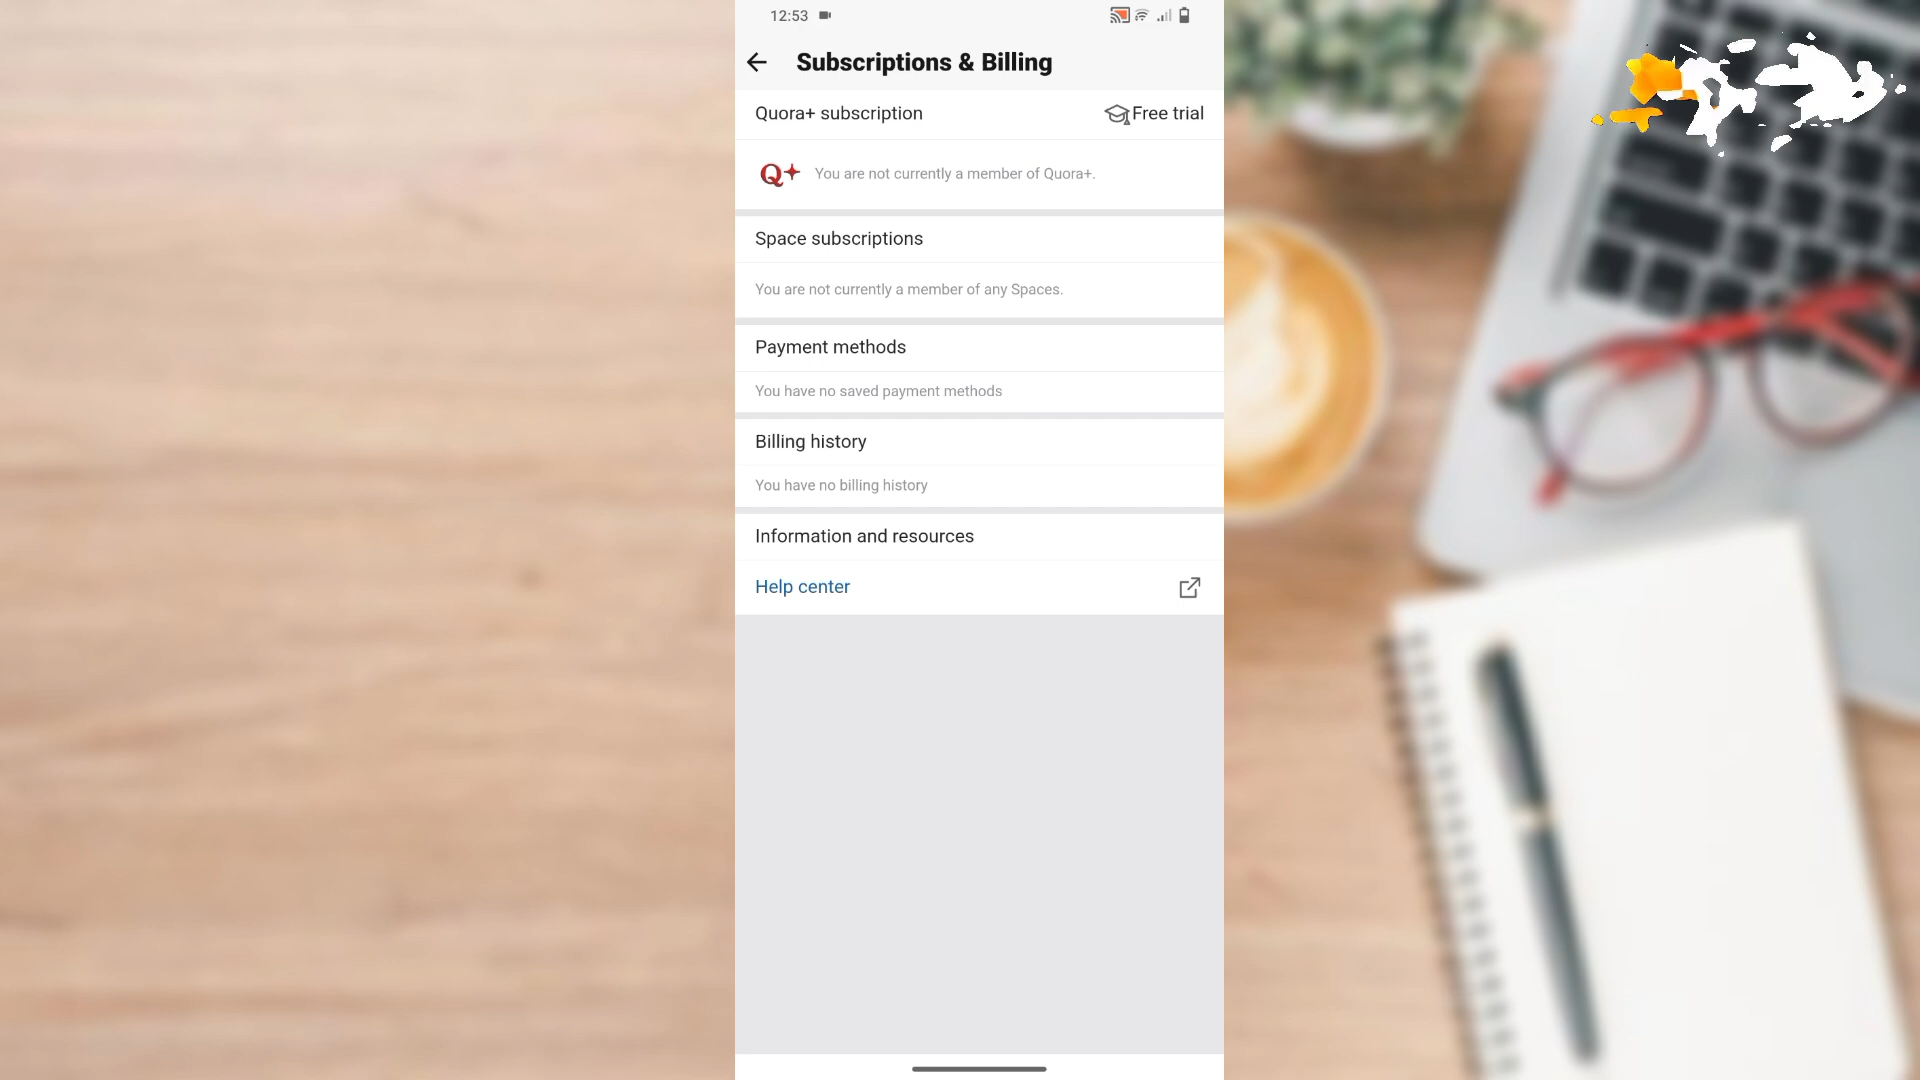 12:53
Subscriptions & Billing
Quora+ subscription
Free trial
Q+ You are not currently a member of Quora+.
Space subscriptions
You are not currently a member of any Spaces.
Payment methods
You have no saved payment methods
Billing history
You have no billing history
Information and resources
Help center